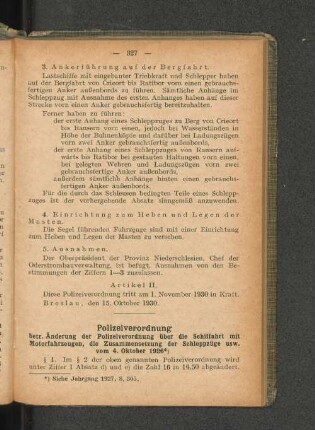 — 327 —
3. Ankerführung auf der Bergfahrt.
Lastschiffe mit eingebauter Triebkraft und Schlepper haben
auf der Bergfahrt von Crisort bis Ratibor vorn einen gebrauchs-
fertigen Anker außenbords zu führen. Sämtliche Anhänge im
Schleppzug mit Ausnahme des ersten Anhanges haben auf dieser
Strecke vorn einen Anker gebrauchsfertig bereitzuhalten.
Ferner haben zu führen:
der erste Anhang eines Schleppzuges zu Berg von Crisort
bis Ransern vorn einen, jedoch bei Wasserständen in
Höhe der Buhnenköpfe und darüber bei Ladungszügen
vorn zwei Anker gebrauchsfertig außenbords,
der erste Anhang eines Schleppzuges von Ransern auf-
wärts bis Ratibor bei gestauten Haltungen vorn einen,
bei gelegten Wehren und Ladungszügen vorn zwei
gebrauchsfertige Anker außenbords,
außerdem sämtliche Anhänge hinten einen gebrauchsfer-
tigen Anker außenbords.
Für die durch das Schleusen bedingten Teile eines Schlepp-
zuges ist der vorhergehende Absatz sinngemäß anzuwenden.
4. Einrichtung zum Heben und Legen der
Masten.
Die Segel führenden Fahrzeuge sind mit einer Einrichtung
zum Heben und Legen der Masten zu versehen.
5. Ausnahmen.
Der Oberpräsident der Provinz Niederschlesien, Chef der
Oderstrombauverwaltung, ist befugt, Ausnahmen von den Be-
stimmungen der Ziffern 1—3 zuzulassen.
Artikel II.
Diese Polizeiverordnung tritt am 1. November 1930 in Kraft.
Breslau, den 15. Oktober 1930.
Polizeiverordnung
betr. Änderung der Polizeiverordnung über die Schiffahrt mit
Motorfahrzeugen, die Zusammensetzung der Schleppzüge usw.
vom 4. Oktober 1926*).
§ 1. Im § 2 der oben genannten Polizeiverordnung wird
unter Ziffer 1 Absatz d) und e) die Zahl 16 in 16,50 abgeändert.
*) Siehe Jahrgang 1927, S. 365.